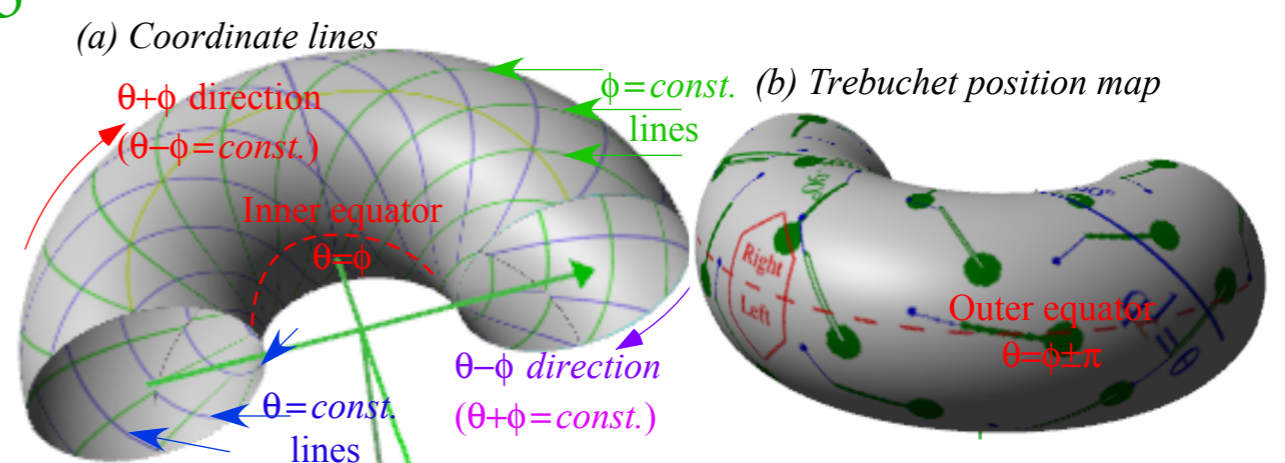 (a) Coordinate lines
θ+ϕ direction
(θ−ϕ=const.)
ϕ=const.
lines
Inner equator
θ=ϕ
θ−ϕ direction
(θ+ϕ=const.)
θ=const.
lines
(b) Trebuchet position map
Right
Left
Outer equator
θ=ϕ±π